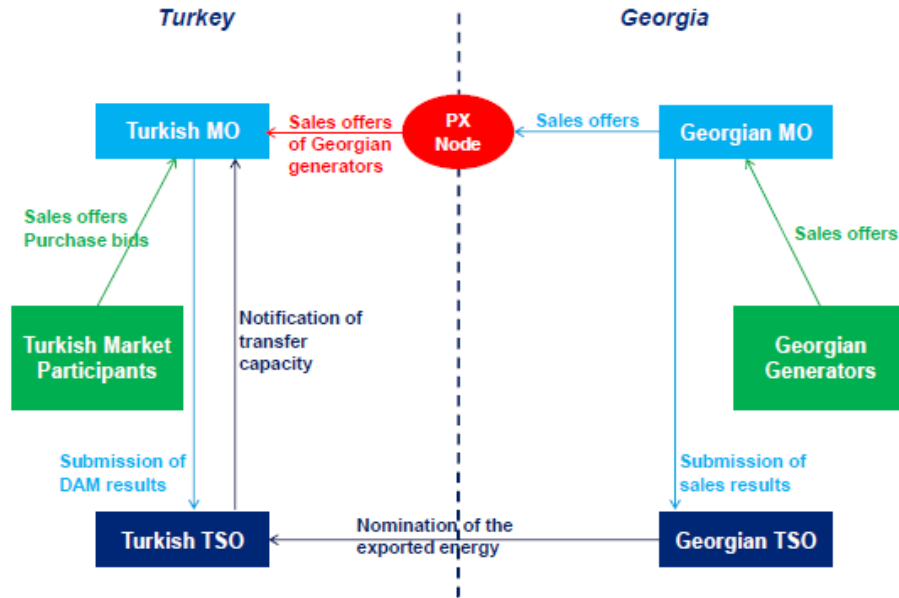 Turkey
Georgia
Turkish MO
Sales offers
of Georgian
generators
PX
Node
Sales offers
Georgian MO
Sales offers
Purchase bids
Sales offers
Turkish Market
Participants
Notification of
transfer
capacity
Georgian
Generators
Submission of
DAM results
Submission of
sales results
Turkish TSO
Nomination of the
exported energy
Georgian TSO